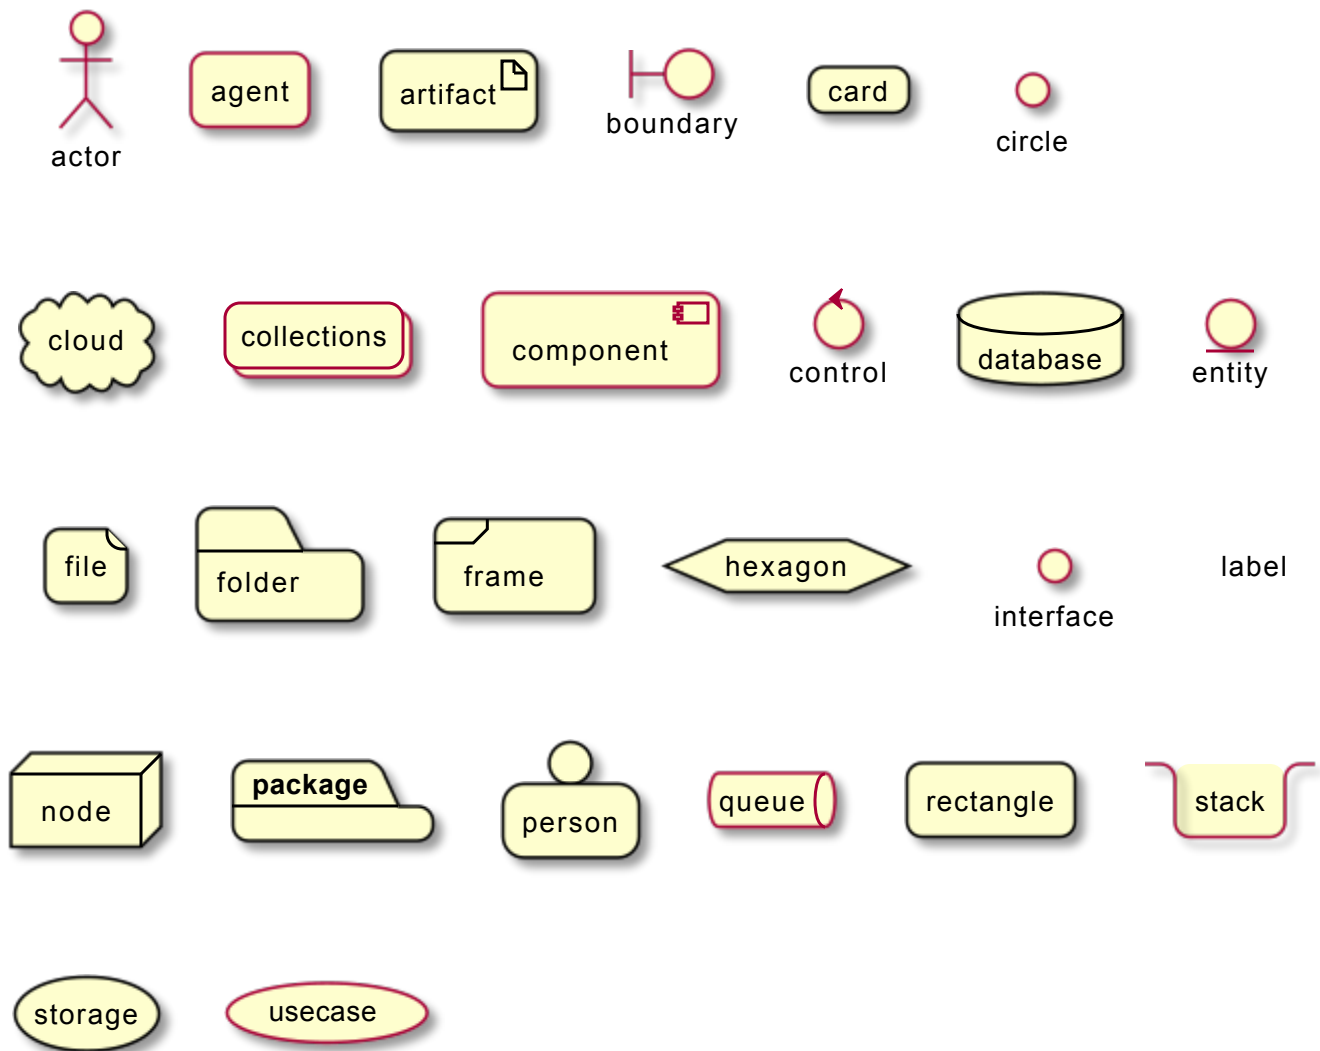 actor
agent
artifact
boundary
card
circle
cloud
collections
component
control
database
entity
file
folder
frame
hexagon
interface
label
node
package
person
queue
rectangle
stack
storage
usecase